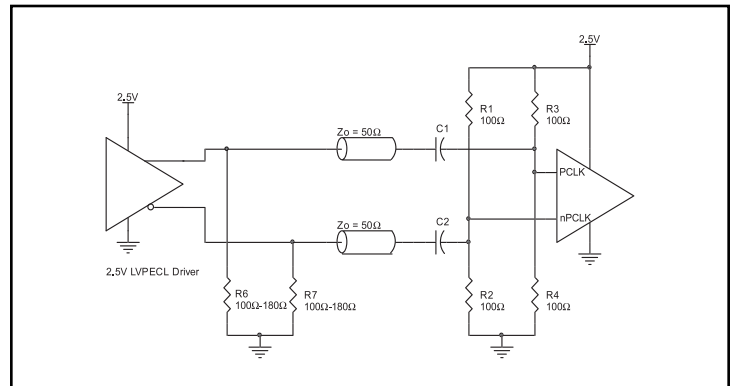 2.5V
2.5V
R1
100Ω
R3
100Ω
Zo = 50Ω
C1
PCLK
Zo = 50Ω
C2
nPCLK
2.5V LVPECL Driver
R6
100Ω-180Ω
R7
100Ω-180Ω
R2
100Ω
R4
100Ω